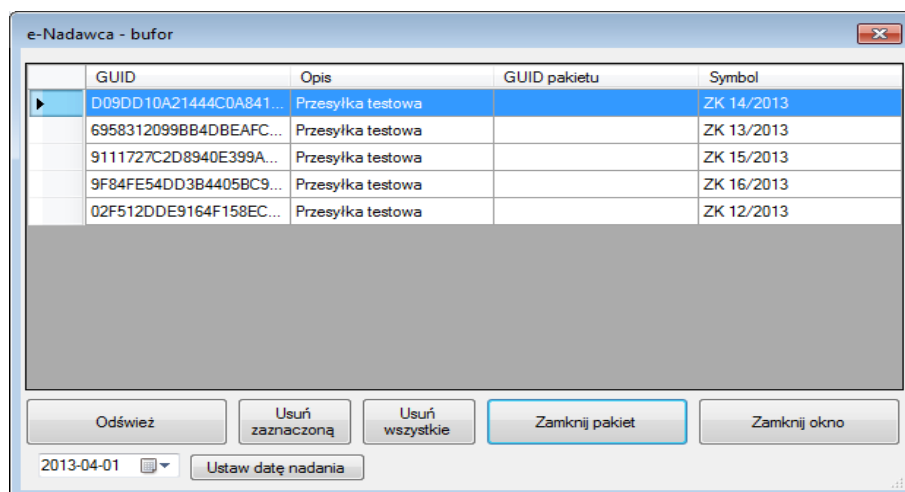 e-Nadawca - bufor
GUID Opis GUID pakietu Symbol
D09DD10A21444C0A841... Przesyłka testowa ZK 14/2013
6958312099BB4DBEAFC... Przesyłka testowa ZK 13/2013
9111727C2D8940E399A... Przesyłka testowa ZK 15/2013
9F84FE54DD3B4405BC9... Przesyłka testowa ZK 16/2013
02F512DDE9164F158EC... Przesyłka testowa ZK 12/2013
Odśwież Usuń zaznaczoną Usuń wszystkie Zamknij pakiet Zamknij okno
2013-04-01 Ustaw datę nadania